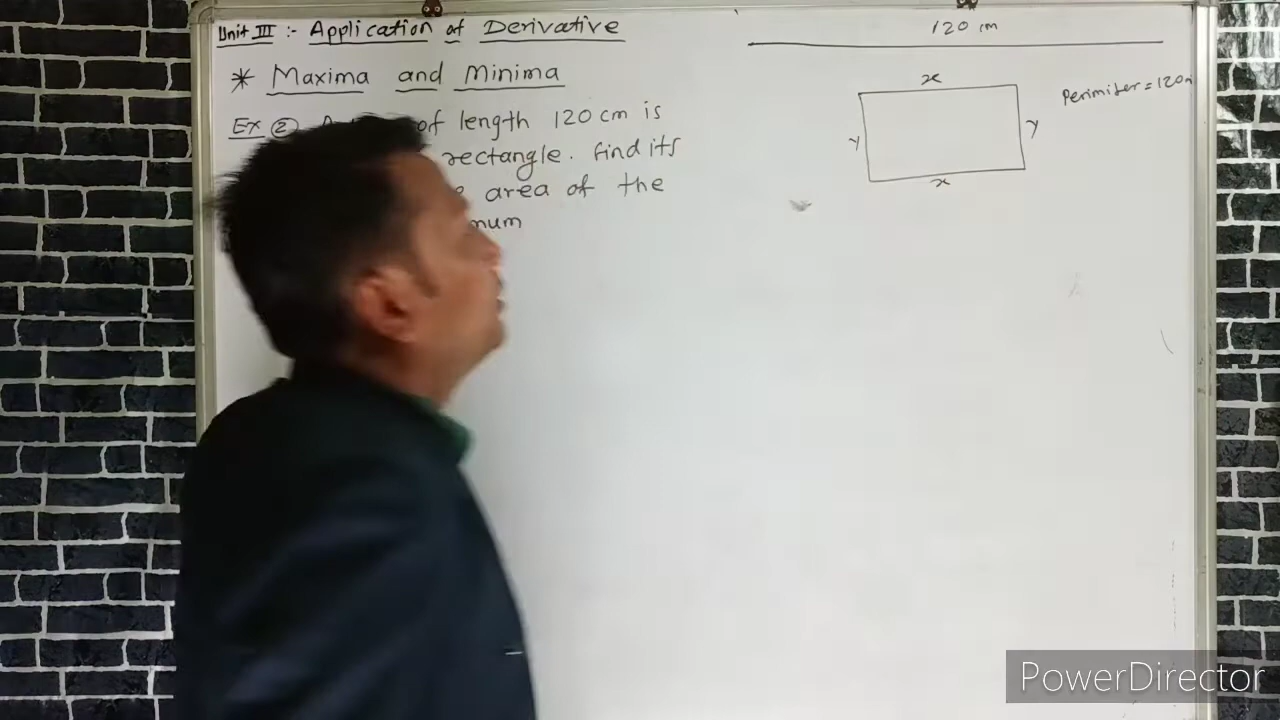 Unit III :- Application of Derivative
* Maxima and Minima
Ex ② of length 120 cm is
rectangle. Find its
area of the
mum
120 cm
x
y
y
x
Perimiter = 120
PowerDirector